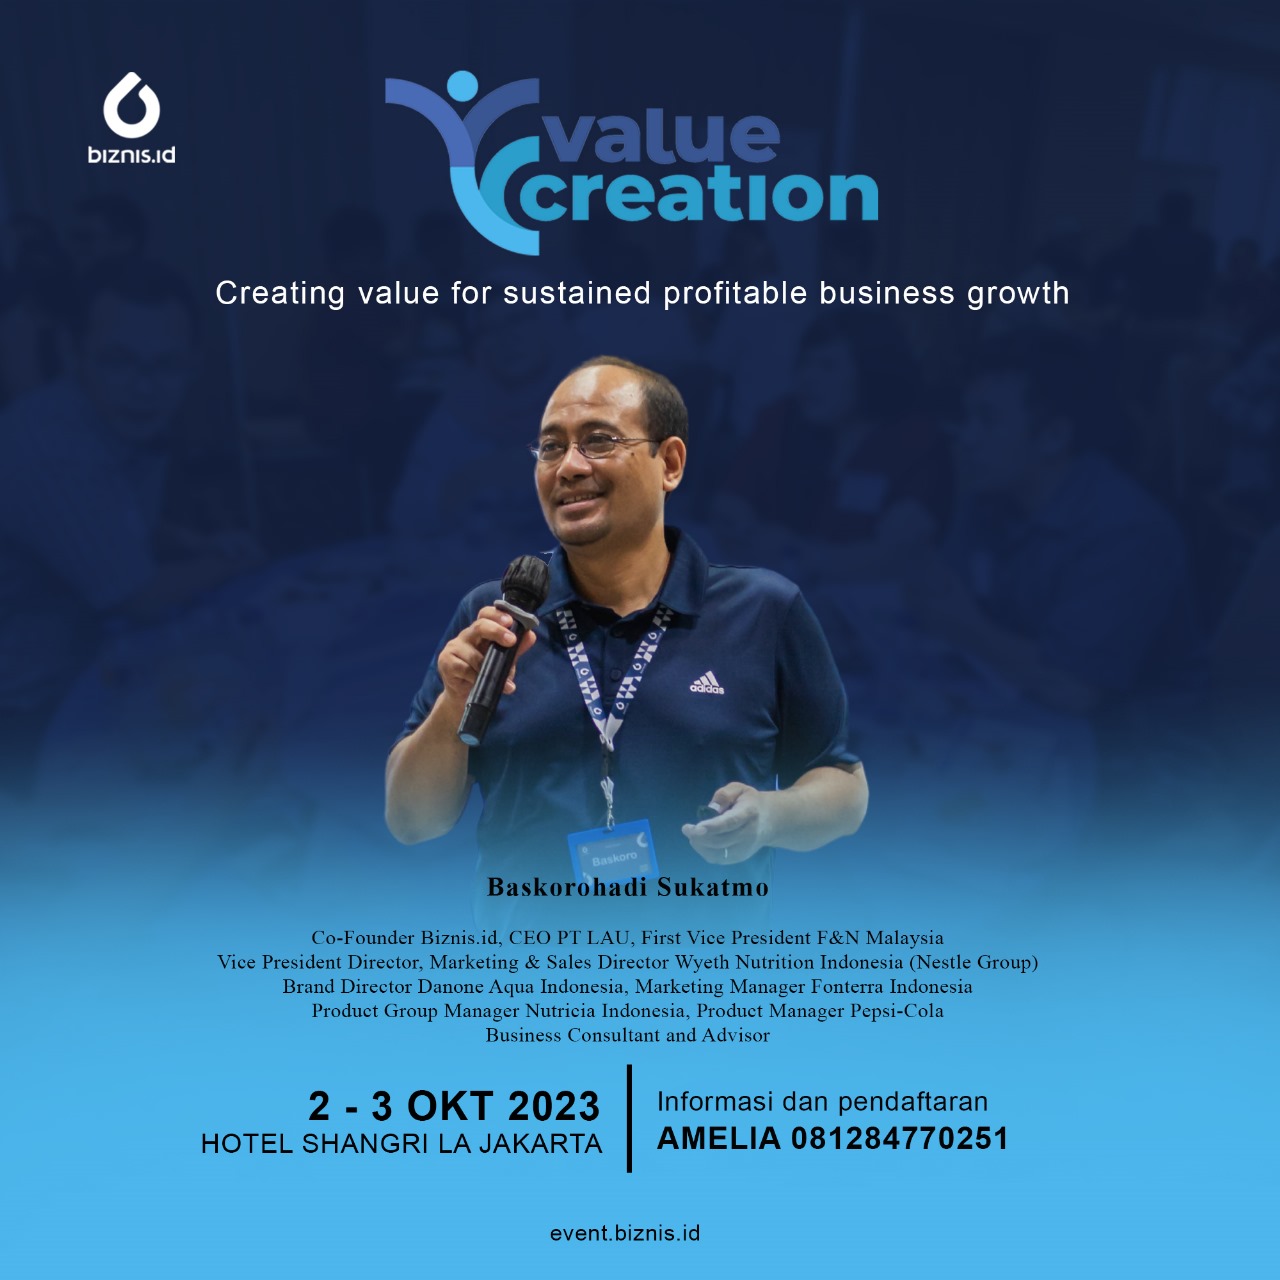 biznis.id
value
creation
Creating value for sustained profitable business growth
adidas
Baskoro
Baskorohadi Sukatmo
Co-Founder Biznis.id, CEO PT LAU, First Vice President F&N Malaysia
Vice President Director, Marketing & Sales Director Wyeth Nutrition Indonesia (Nestle Group)
Brand Director Danone Aqua Indonesia, Marketing Manager Fonterra Indonesia
Product Group Manager Nutricia Indonesia, Product Manager Pepsi-Cola
Business Consultant and Advisor
2 - 3 OKT 2023
HOTEL SHANGRI LA JAKARTA
Informasi dan pendaftaran
AMELIA 081284770251
event.biznis.id